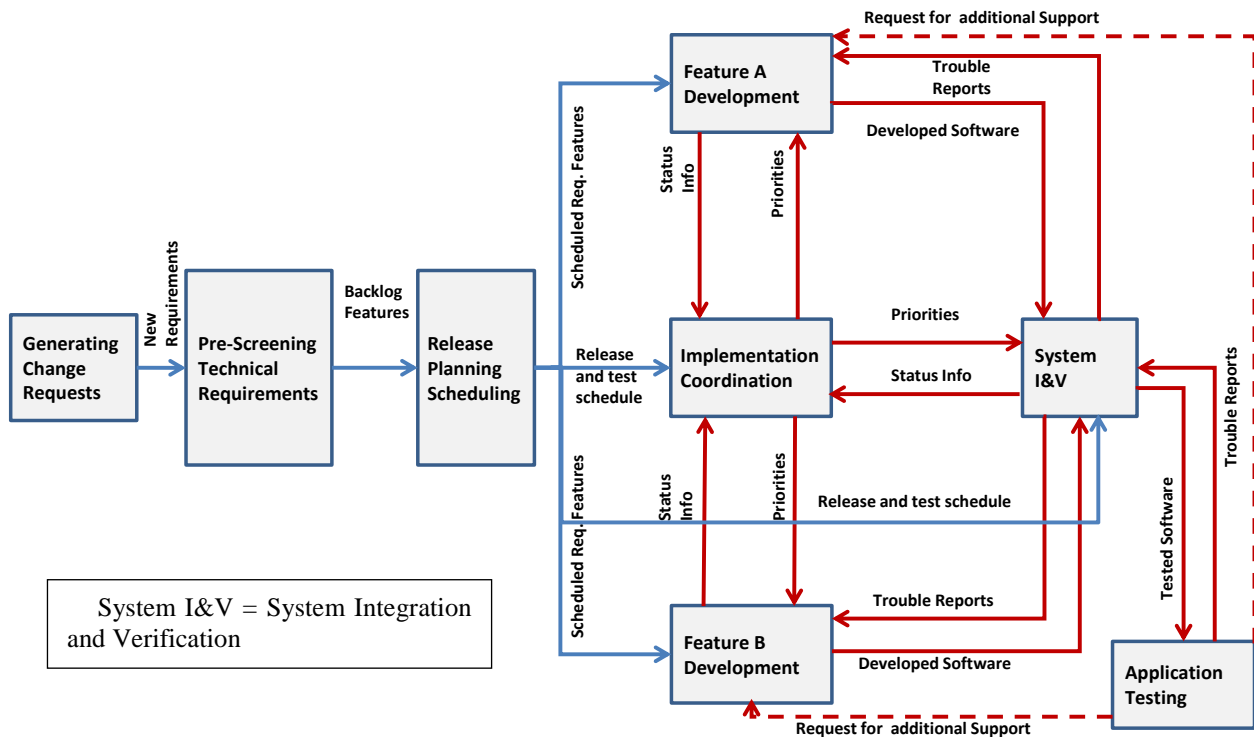 Request for additional Support
Feature A
Development
Trouble
Reports
Developed Software
Scheduled Req. Features
Status
Info
Priorities
New
Requirements
Backlog
Features
Generating
Change
Requests
Pre-Screening
Technical
Requirements
Release
Planning
Scheduling
Release
and test
schedule
Implementation
Coordination
Priorities
Status Info
System
I&V
Trouble Reports
Tested Software
Scheduled Req. Features
Status
Info
Priorities
Release and test schedule
System I&V = System Integration
and Verification
Trouble Reports
Feature B
Development
Developed Software
Application
Testing
Request for additional Support